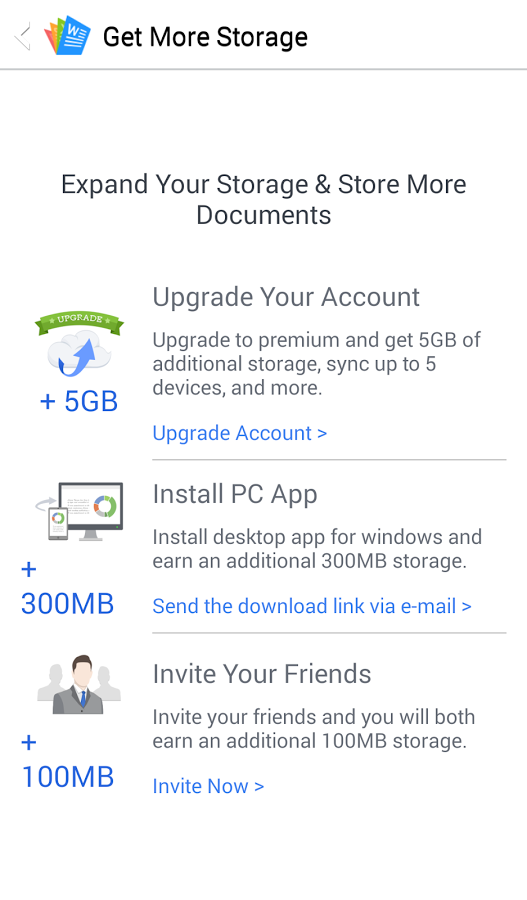 W
Get More Storage
Expand Your Storage & Store More
Documents
UPGRADE
+ 5GB
Upgrade Your Account
Upgrade to premium and get 5GB of
additional storage, sync up to 5
devices, and more.
Upgrade Account >
+
300MB
Install PC App
Install desktop app for windows and
earn an additional 300MB storage.
Send the download link via e-mail >
+
100MB
Invite Your Friends
Invite your friends and you will both
earn an additional 100MB storage.
Invite Now >